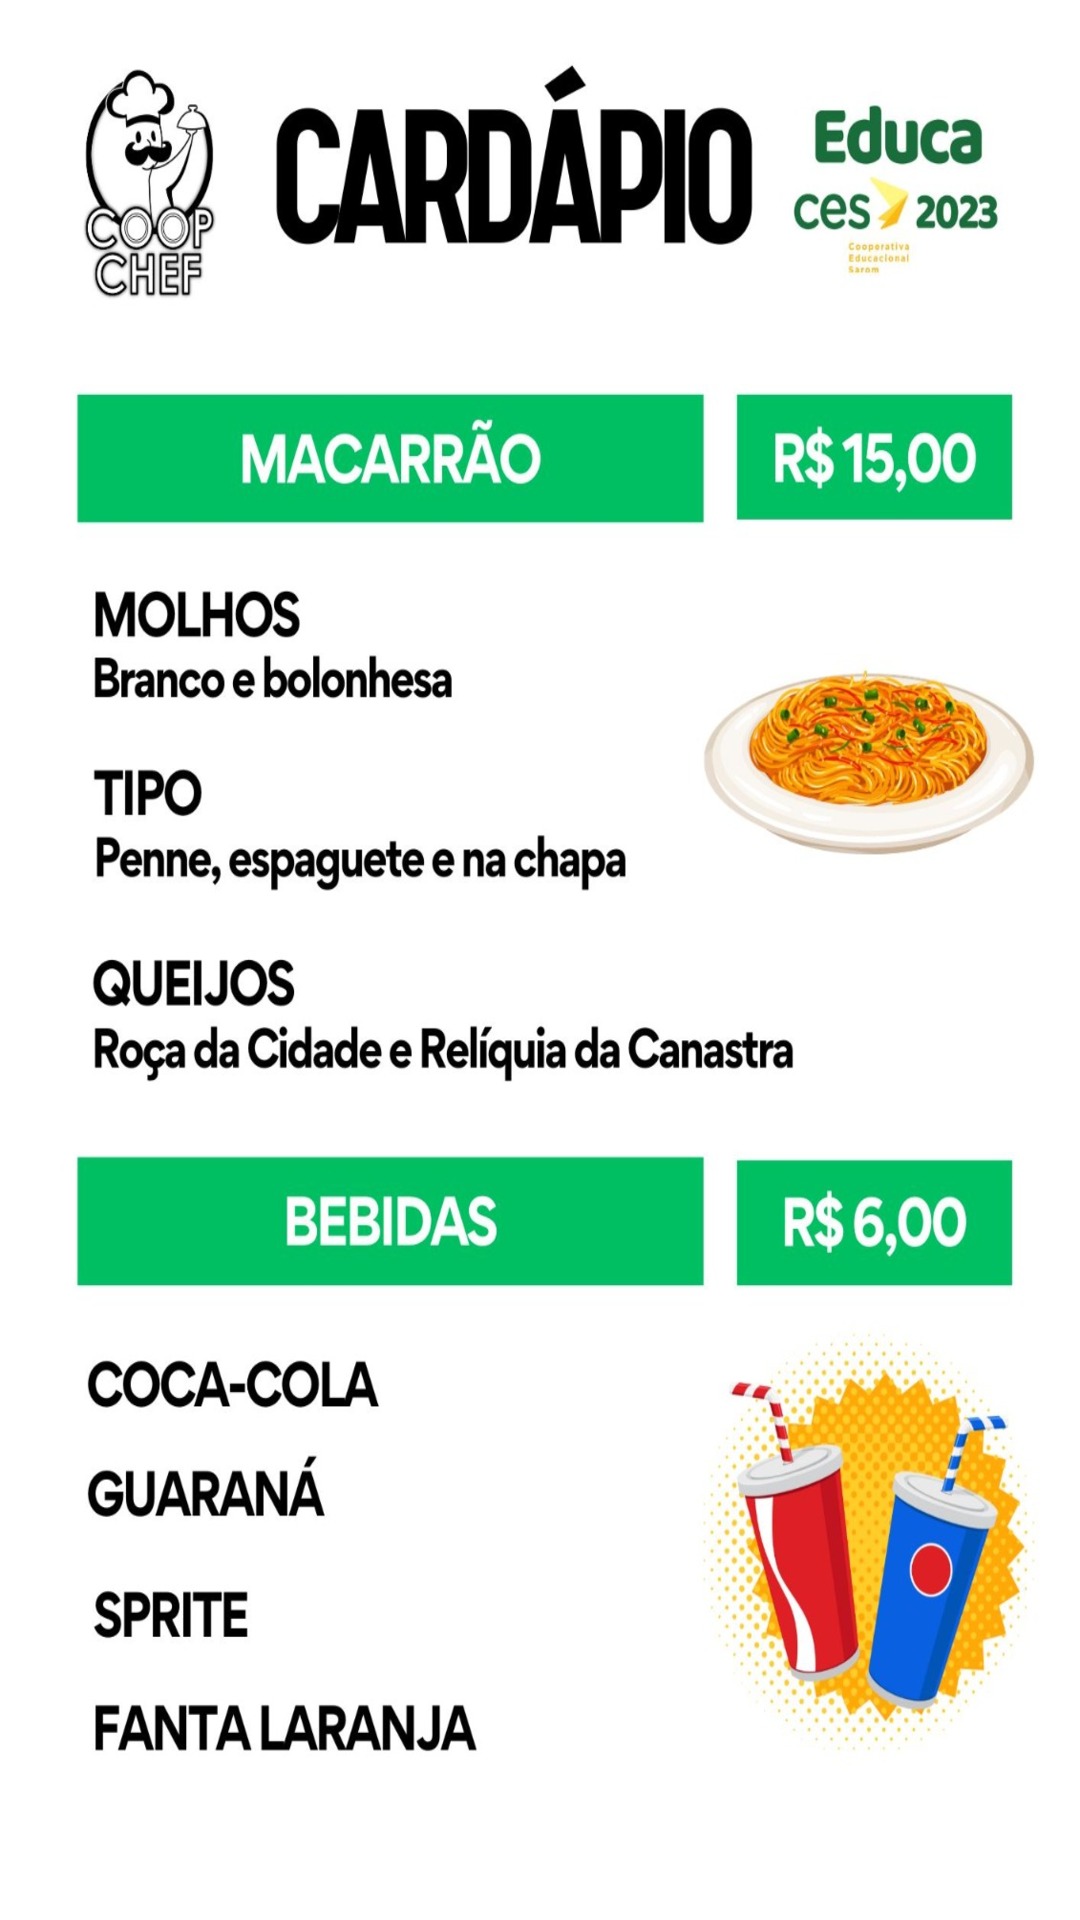 COOP
CHEF
CARDÁPIO
Educa
ces 2023
Cooperativa
Educacional
Sarom
MACARRÃO
R$ 15,00
MOLHOS
Branco e bolonhesa
TIPO
Penne, espaguete e na chapa
QUEIJOS
Roça da Cidade e Relíquia da Canastra
BEBIDAS
R$ 6,00
COCA-COLA
GUARANÁ
SPRITE
FANTA LARANJA